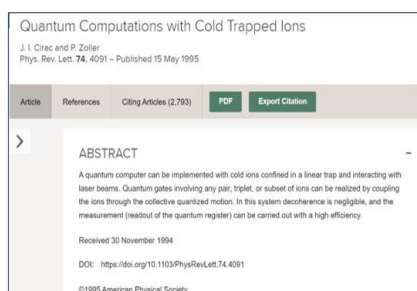 Quantum Computations with Cold Trapped Ions
J. I. Cirac and P. Zoller
Phys. Rev. Lett. 74, 4091 – Published 15 May 1995
Article References Citing Articles (2,793) PDF Export Citation
ABSTRACT
A quantum computer can be implemented with cold ions confined in a linear trap and interacting with
laser beams. Quantum gates involving any pair, triplet, or subset of ions can be realized by coupling
the ions through the collective quantized motion. In this system decoherence is negligible, and the
measurement (readout of the quantum register) can be carried out with a high efficiency.
Received 30 November 1994
DOI: https://doi.org/10.1103/PhysRevLett.74.4091
©1995 American Physical Society